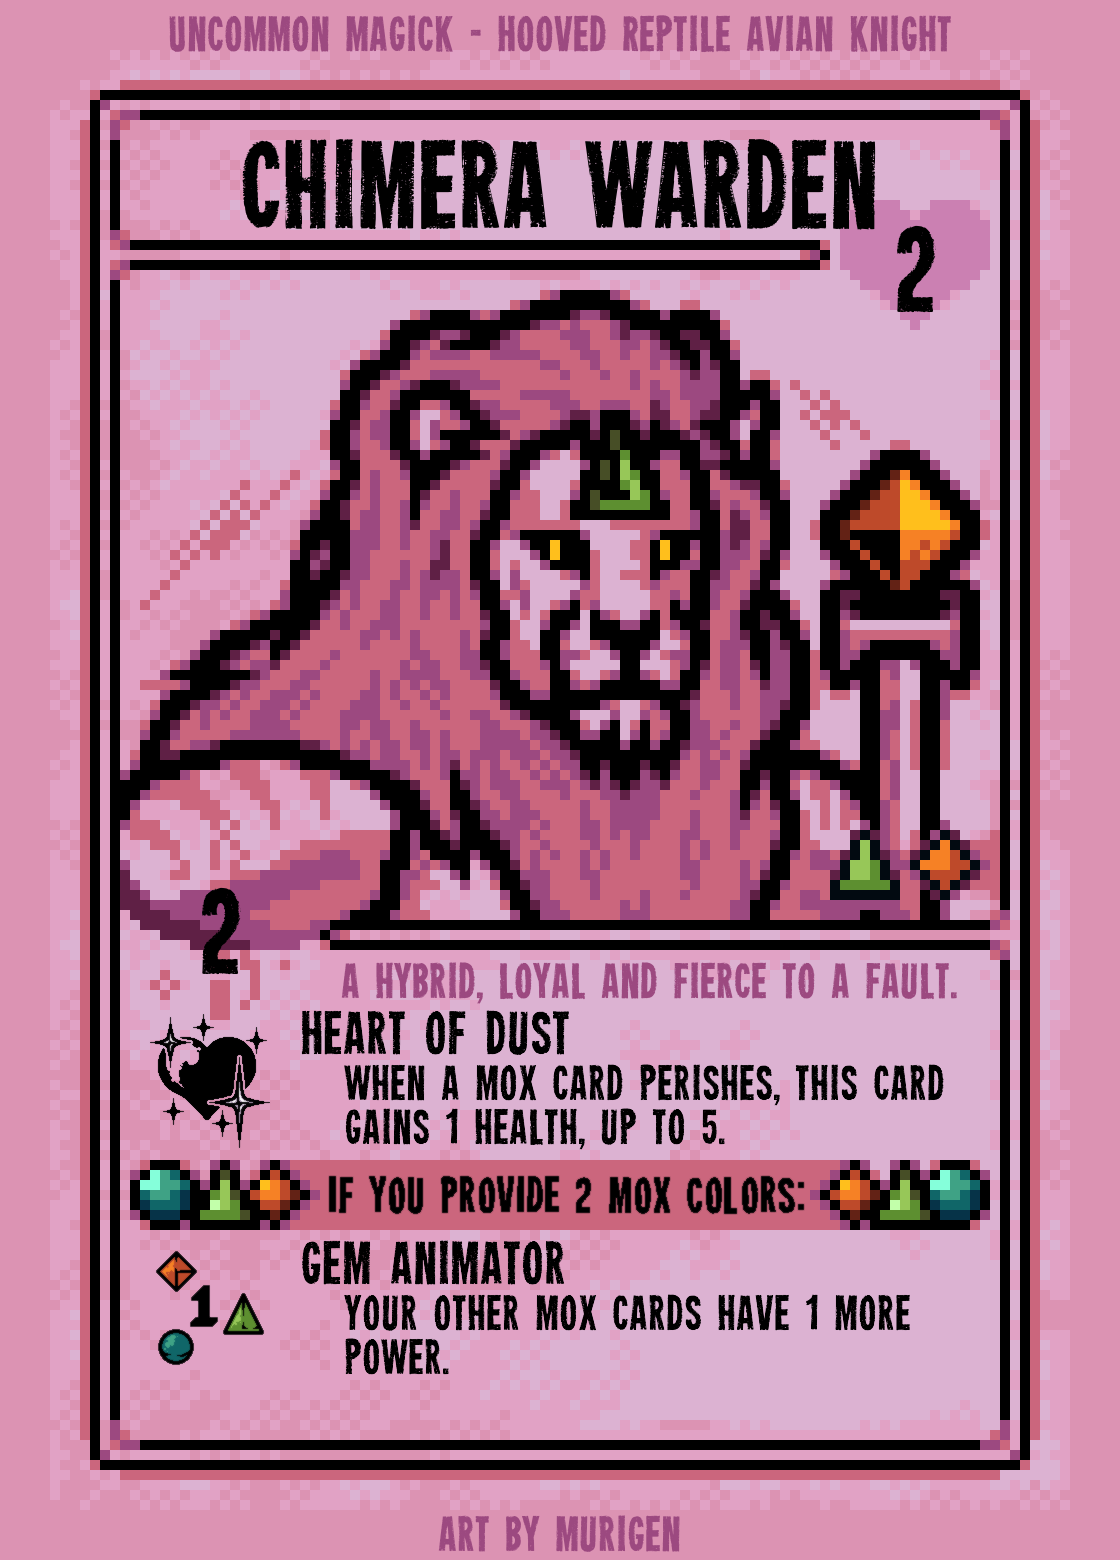 UNCOMMON MAGICK - HOOVED REPTILE AVIAN KNIGHT
CHIMERA WARDEN
2
2
A HYBRID, LOYAL AND FIERCE TO A FAULT.
HEART OF DUST
WHEN A MOX CARD PERISHES, THIS CARD
GAINS 1 HEALTH, UP TO 5.
IF YOU PROVIDE 2 MOX COLORS:
GEM ANIMATOR
1
YOUR OTHER MOX CARDS HAVE 1 MORE
POWER.
ART BY MURIGEN